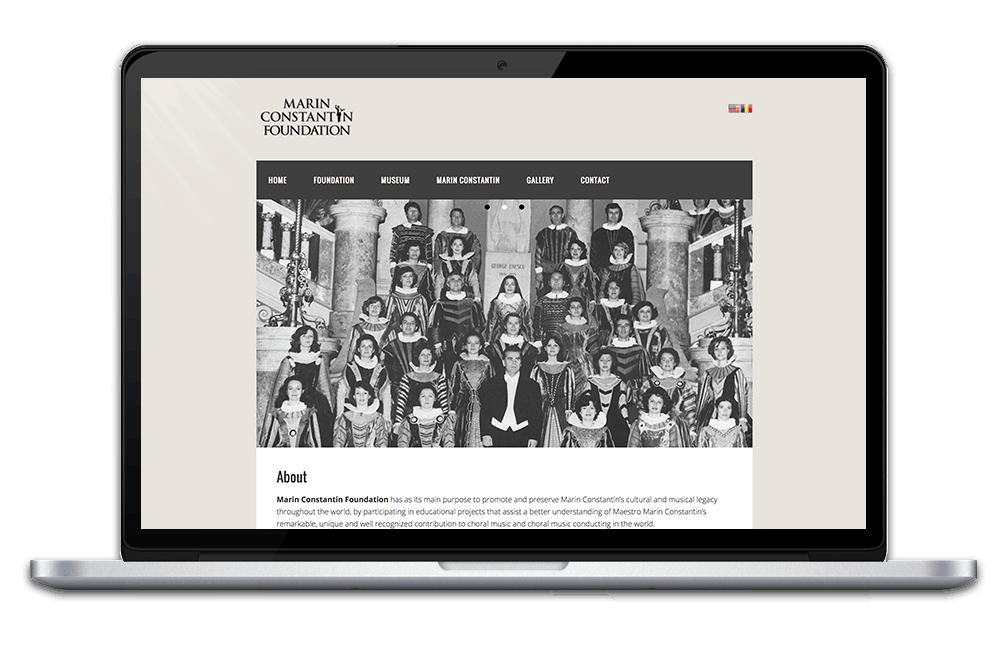 MARIN
CONSTANTIN
FOUNDATION
HOME FOUNDATION MUSEUM MARIN CONSTANTIN GALLERY CONTACT
GEORGE ENESCU
About
Marin Constantin Foundation has as its main purpose to promote and preserve Marin Constantin's cultural and musical legacy
throughout the world, by participating in educational projects that assist a better understanding of Maestro Marin Constantin's
remarkable, unique and well recognized contribution to choral music and choral music conducting in the world.